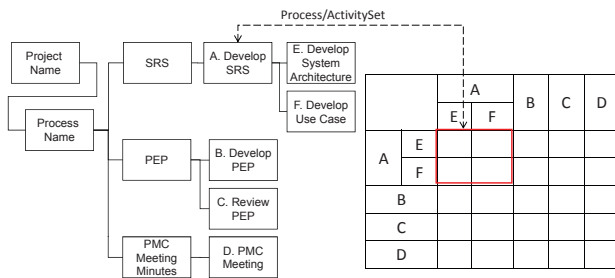 Process/ActivitySet
Project
Name
SRS
A. Develop
SRS
E. Develop
System
Architecture
F. Develop
Use Case
Process
Name
PEP
B. Develop
PEP
C. Review
PEP
PMC
Meeting
Minutes
D. PMC
Meeting
A B C D
E F
A E
F
B
C
D